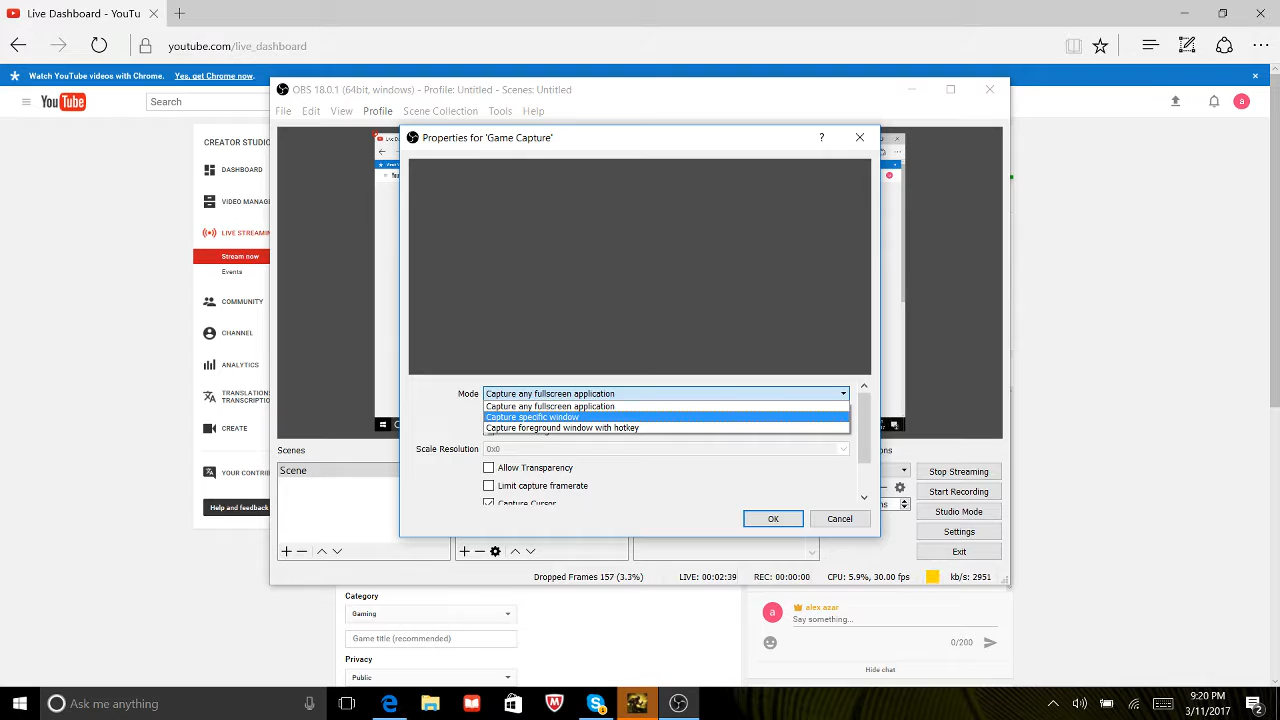 Live Dashboard - YouTu
youtube.com/live_dashboard
Watch YouTube videos with Chrome. Yes, get Chrome now.
YouTube
Search
a
OBS 18.0.1 (64bit, windows) - Profile: Untitled - Scenes: Untitled
File Edit View Profile Scene Collection Tools Help
Properties for 'Game Capture'
?
CREATOR STUDIO
DASHBOARD
VIDEO MANAG
LIVE STREAMIN
Stream now
Events
COMMUNITY
CHANNEL
ANALYTICS
TRANSLATION
TRANSCRIPTIO
CREATE
YOUR CONTRIB
Help and feedback
Mode Capture any fullscreen application
Capture any fullscreen application
Capture specific window
Capture foreground window with hotkey
Scale Resolution 0x0
Allow Transparency
Limit capture framerate
Capture Cursor
OK Cancel
Scenes
Scene
ons
ns
Stop Streaming
Start Recording
Studio Mode
Settings
Exit
Dropped Frames 157 (3.3%) LIVE: 00:02:39 REC: 00:00:00 CPU: 5.9%, 30.00 fps kb/s: 2951
Category
Gaming
Game title (recommended)
Privacy
Public
a alex azar
Say something...
0/200
Hide chat
Ask me anything
9:20 PM
3/11/2017